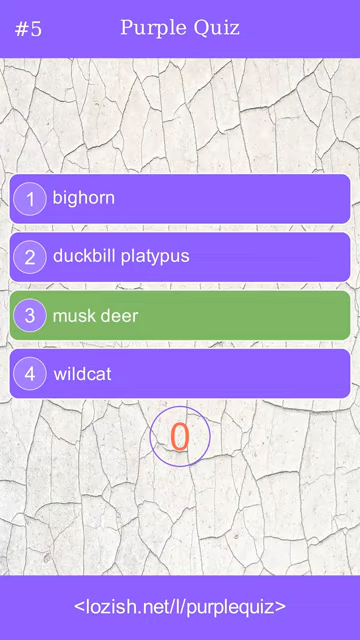 #5
Purple Quiz
1 bighorn
2 duckbill platypus
3 musk deer
4 wildcat
0
<lozish.net/l/purplequiz>